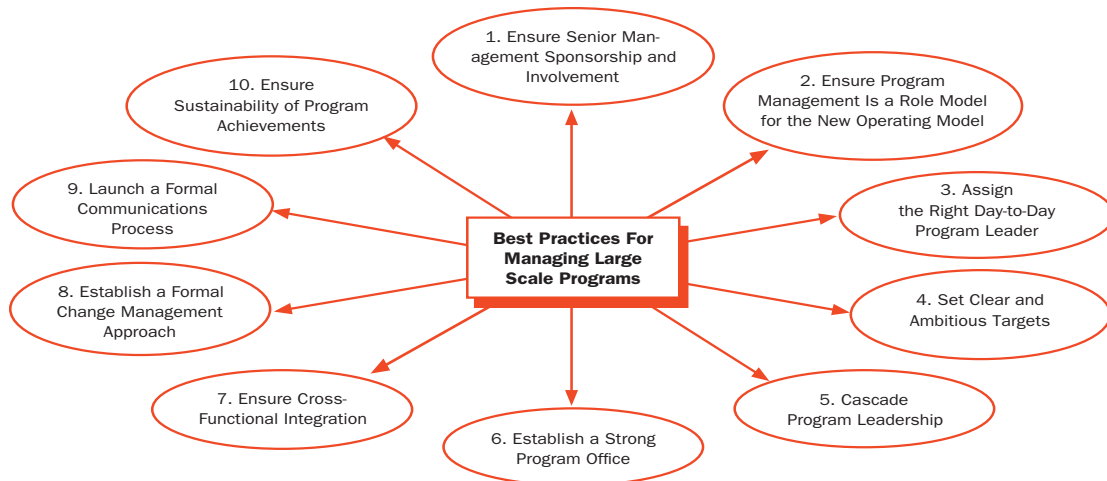 1. Ensure Senior Man-
agement Sponsorship and
Involvement
2. Ensure Program
Management Is a Role Model
for the New Operating Model
3. Assign
the Right Day-to-Day
Program Leader
4. Set Clear and
Ambitious Targets
5. Cascade
Program Leadership
6. Establish a Strong
Program Office
7. Ensure Cross-
Functional Integration
8. Establish a Formal
Change Management
Approach
9. Launch a Formal
Communications
Process
10. Ensure
Sustainability of Program
Achievements
Best Practices For
Managing Large
Scale Programs